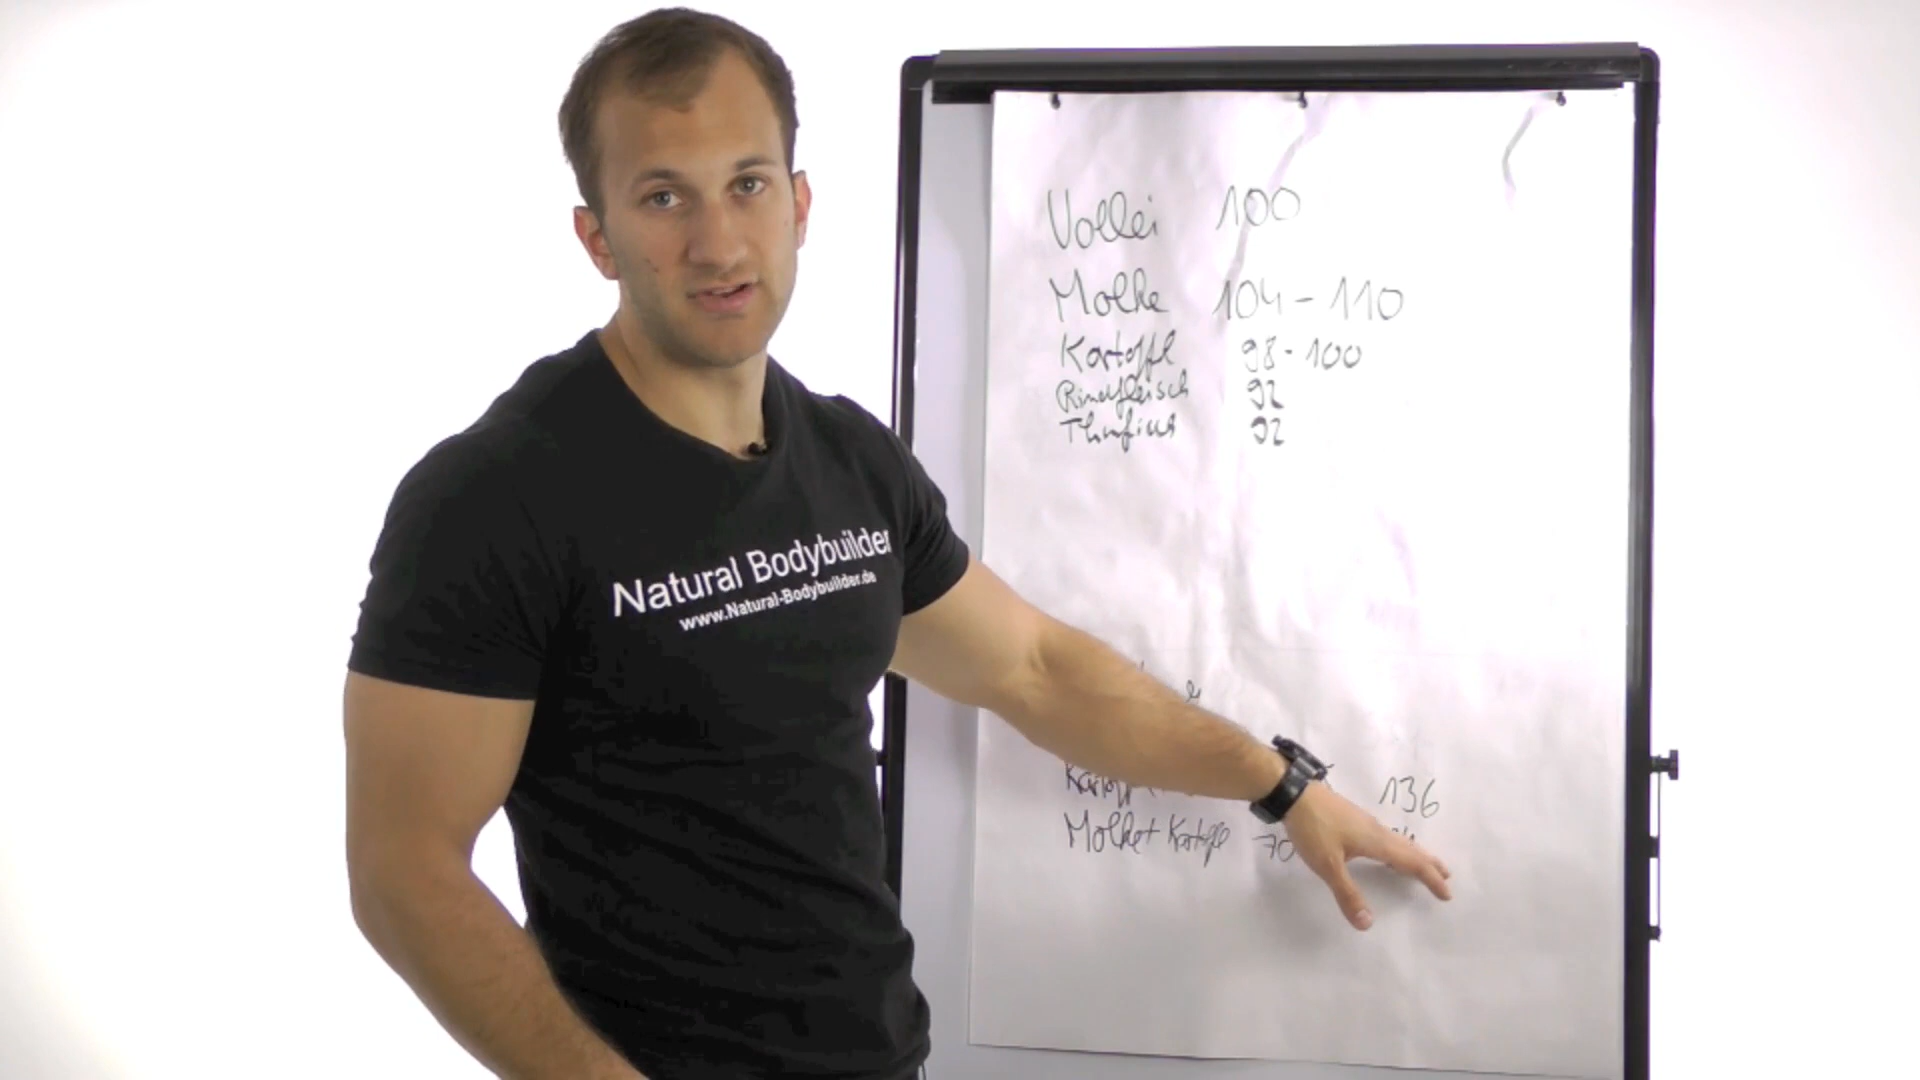 Natural Bodybuilder
www.Natural-Bodybuilder.de
Vollei 100
Molke 104-110
Kartoffel 98-100
Rindfleisch 92
Thunfisch 92
136
Molke+ Kartoffel 70